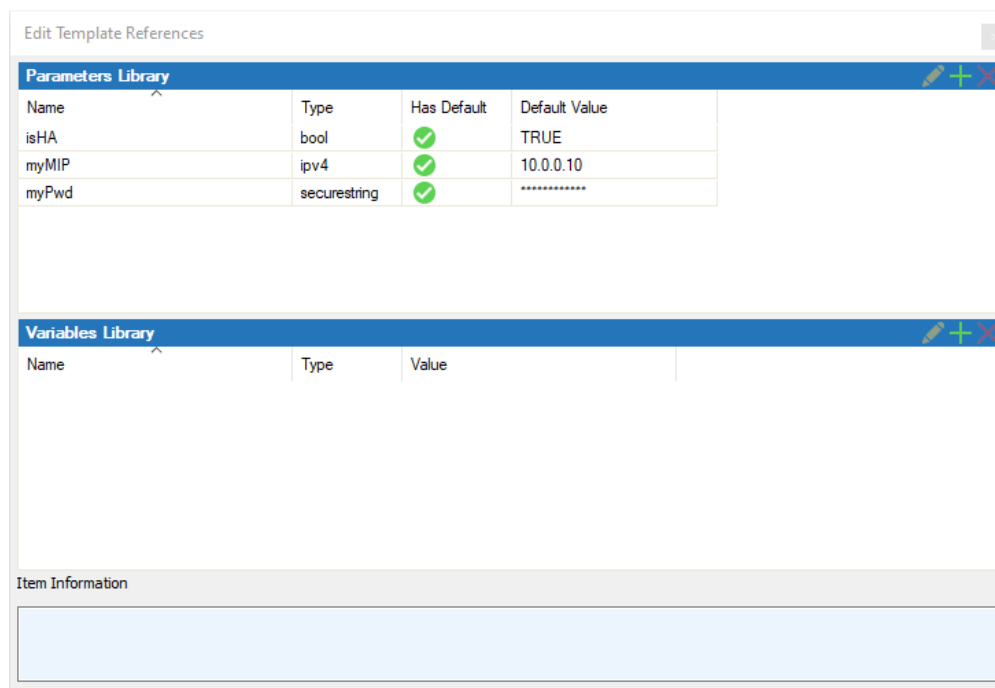 Edit Template References
Parameters Library
Name Type Has Default Default Value
isHA bool TRUE
myMIP ipv4 10.0.0.10
myPwd securestring ************
Variables Library
Name Type Value
Item Information